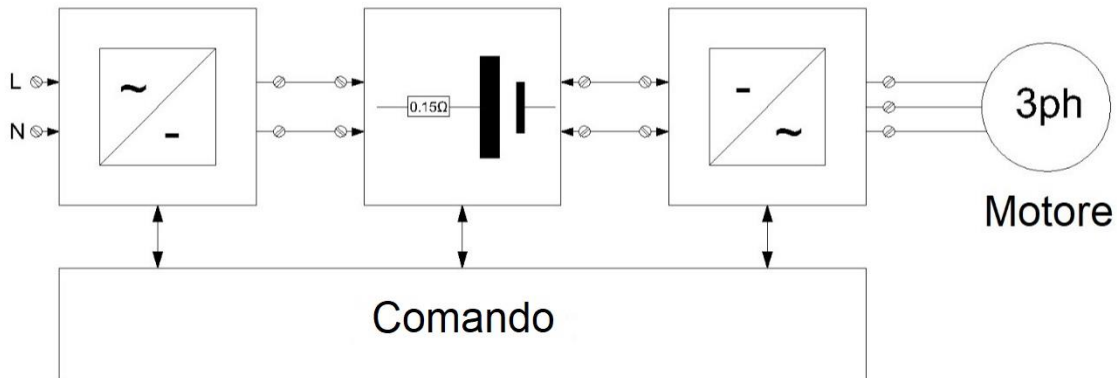 L
N
~
-
0.15Ω
-
~
3ph
Motore
Comando